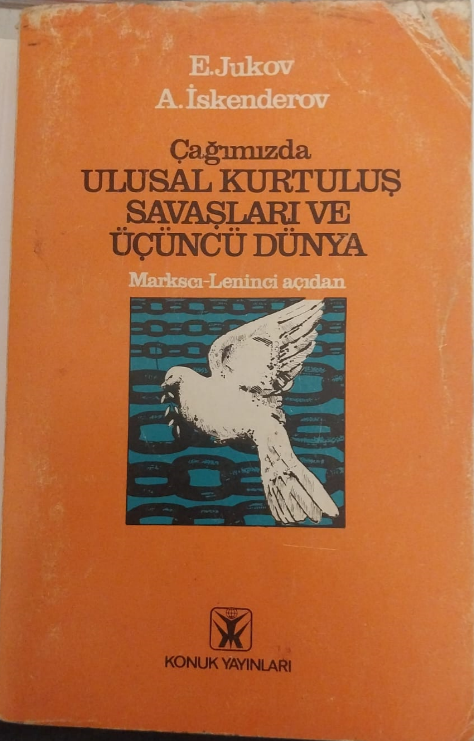 E.Jukov
A.İskenderov
Çağımızda
ULUSAL KURTULUŞ
SAVAŞLARI VE
ÜÇÜNCÜ DÜNYA
Markscı-Leninci açıdan
KONUK YAYINLARI